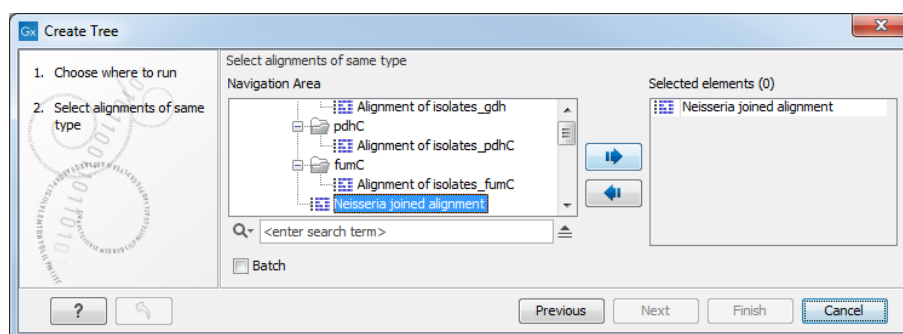 Gx Create Tree
1. Choose where to run
2. Select alignments of same
type
Select alignments of same type
Navigation Area
Alignment of isolates_gdh
pdhC
Alignment of isolates_pdhC
fumC
Alignment of isolates_fumC
Neisseria joined alignment
<enter search term>
Batch
Selected elements (0)
Neisseria joined alignment
?
Previous
Next
Finish
Cancel